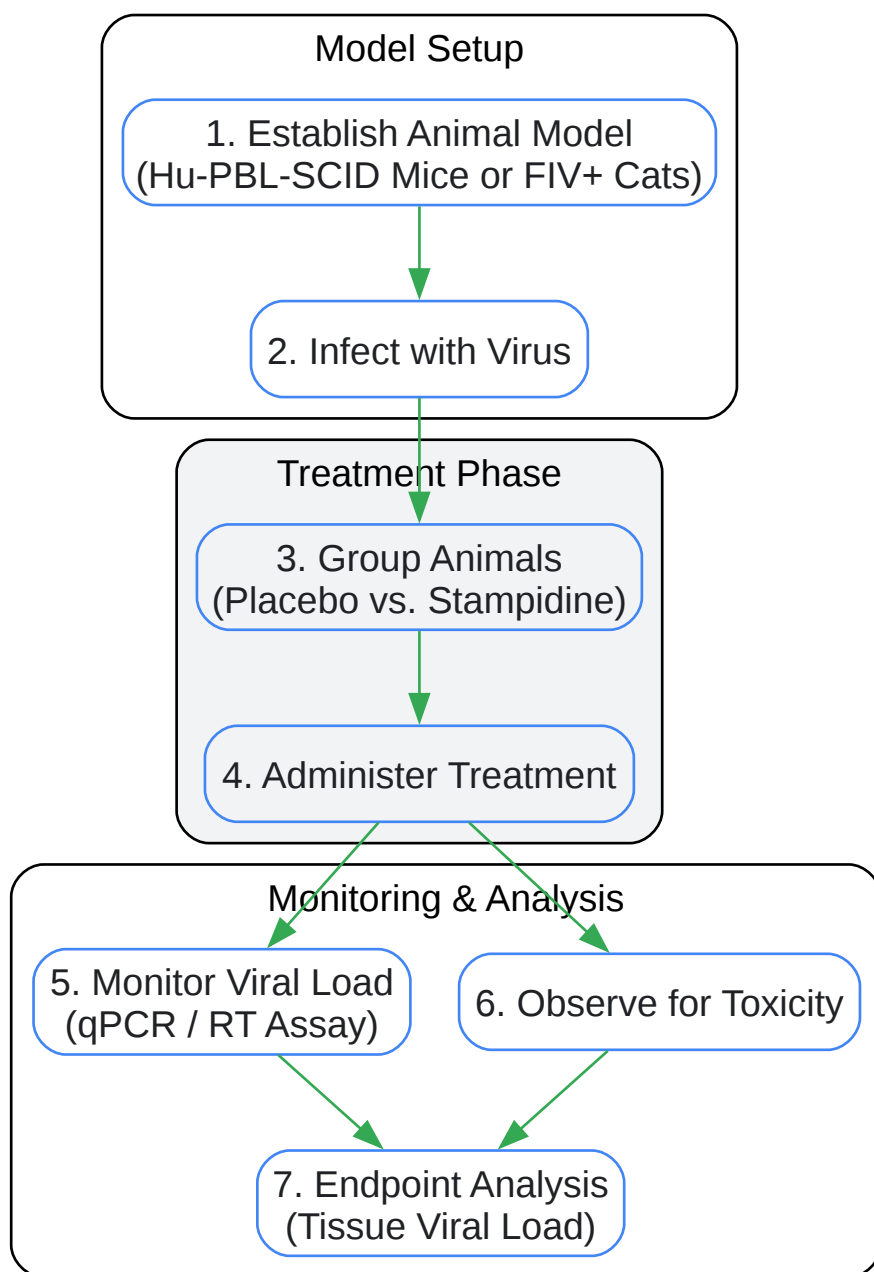 Model Setup
1. Establish Animal Model
(Hu-PBL-SCID Mice or FIV+ Cats)
2. Infect with Virus
Treatment Phase
3. Group Animals
(Placebo vs. Stampidine)
4. Administer Treatment
Monitoring & Analysis
5. Monitor Viral Load
(qPCR / RT Assay)
6. Observe for Toxicity
7. Endpoint Analysis
(Tissue Viral Load)